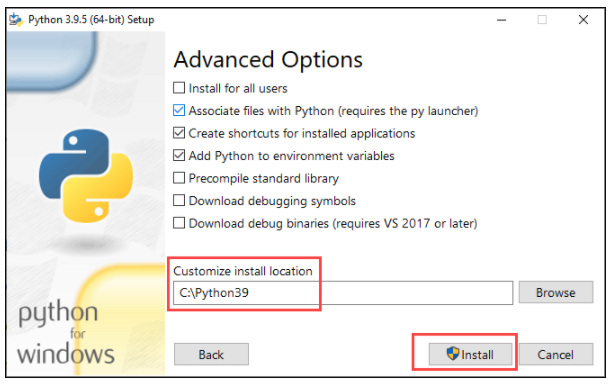 Python 3.9.5 (64-bit) Setup
Advanced Options
Install for all users
Associate files with Python (requires the py launcher)
Create shortcuts for installed applications
Add Python to environment variables
Precompile standard library
Download debugging symbols
Download debug binaries (requires VS 2017 or later)
Customize install location
C:\Python39
Browse
python
for
windows
Back
Install
Cancel